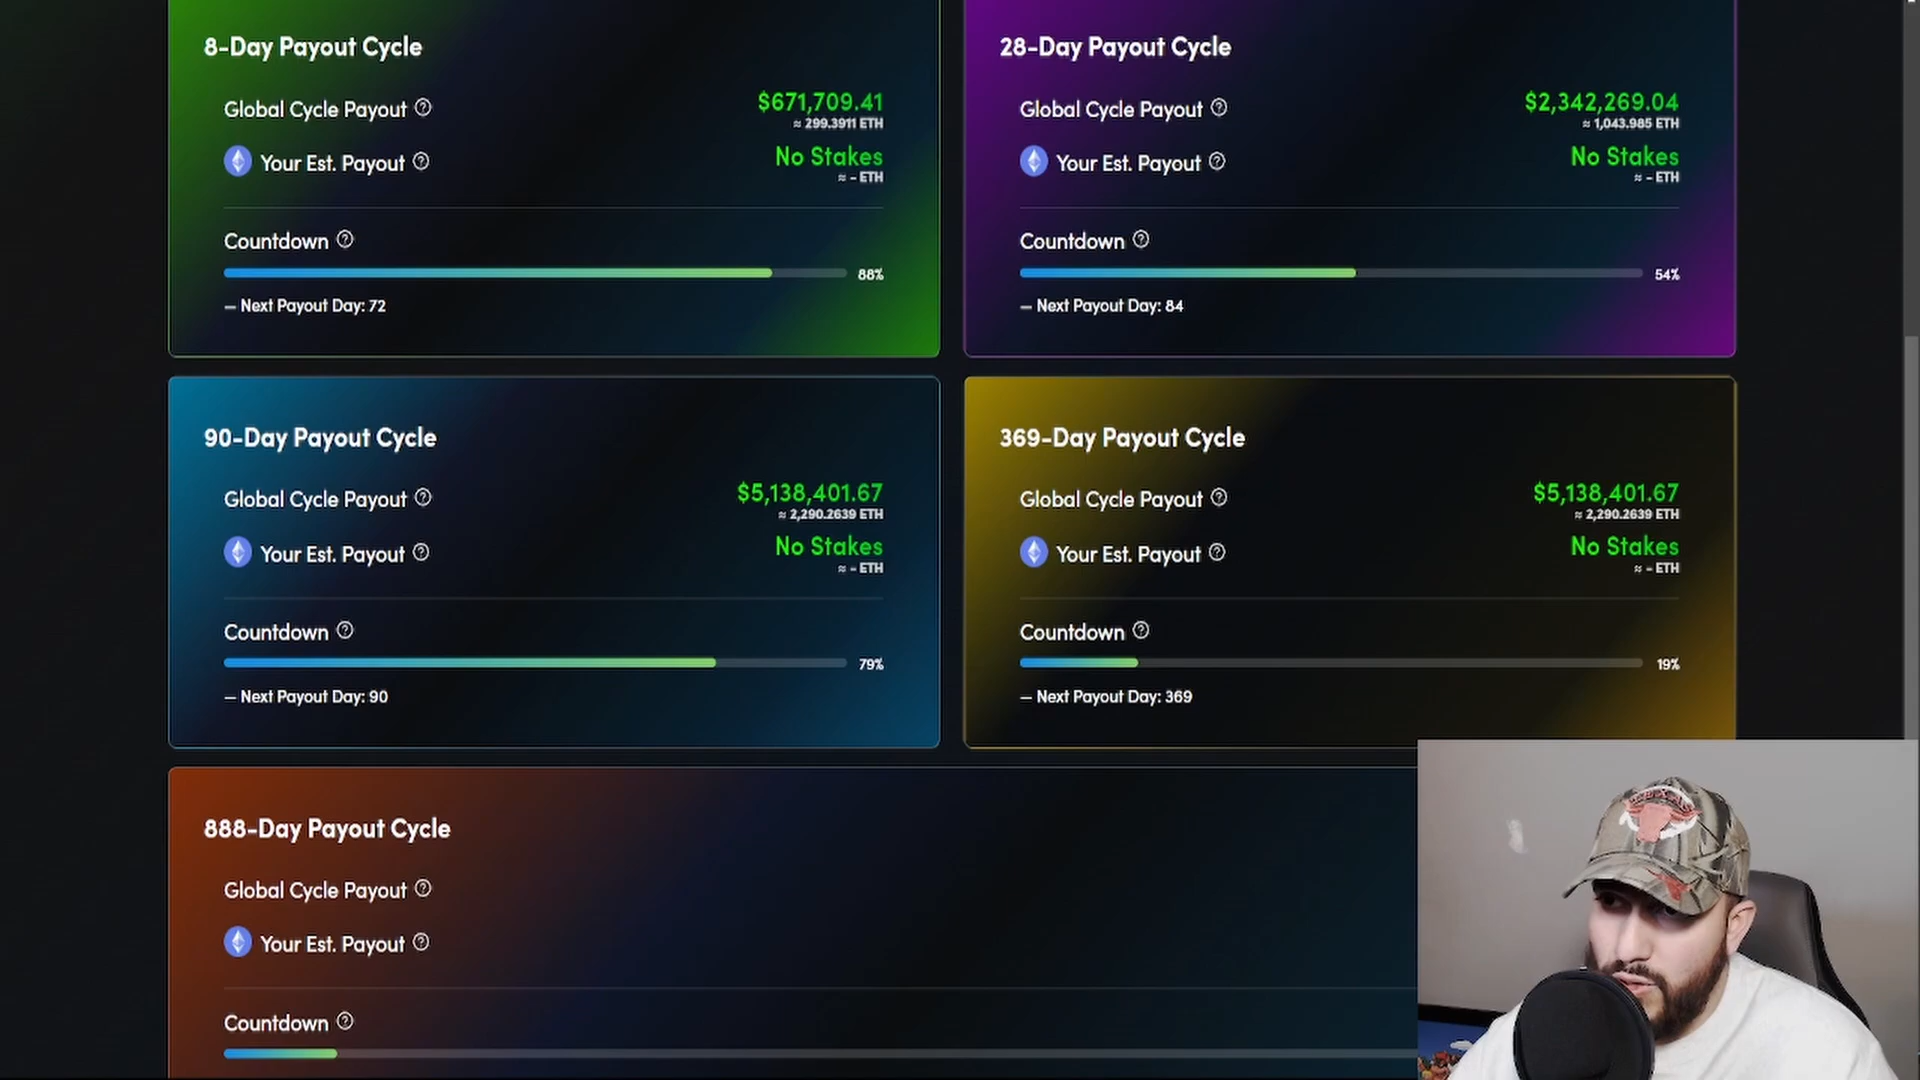 8-Day Payout Cycle
Global Cycle Payout
$671,709.41
≈ 299.3911 ETH
Your Est. Payout
No Stakes
≈ - ETH
Countdown
88%
— Next Payout Day: 72
28-Day Payout Cycle
Global Cycle Payout
$2,342,269.04
≈ 1,043.985 ETH
Your Est. Payout
No Stakes
≈ - ETH
Countdown
54%
— Next Payout Day: 84
90-Day Payout Cycle
Global Cycle Payout
$5,138,401.67
≈ 2,290.2639 ETH
Your Est. Payout
No Stakes
≈ - ETH
Countdown
79%
— Next Payout Day: 90
369-Day Payout Cycle
Global Cycle Payout
$5,138,401.67
≈ 2,290.2639 ETH
Your Est. Payout
No Stakes
≈ - ETH
Countdown
19%
— Next Payout Day: 369
888-Day Payout Cycle
Global Cycle Payout
Your Est. Payout
Countdown
TEXAS